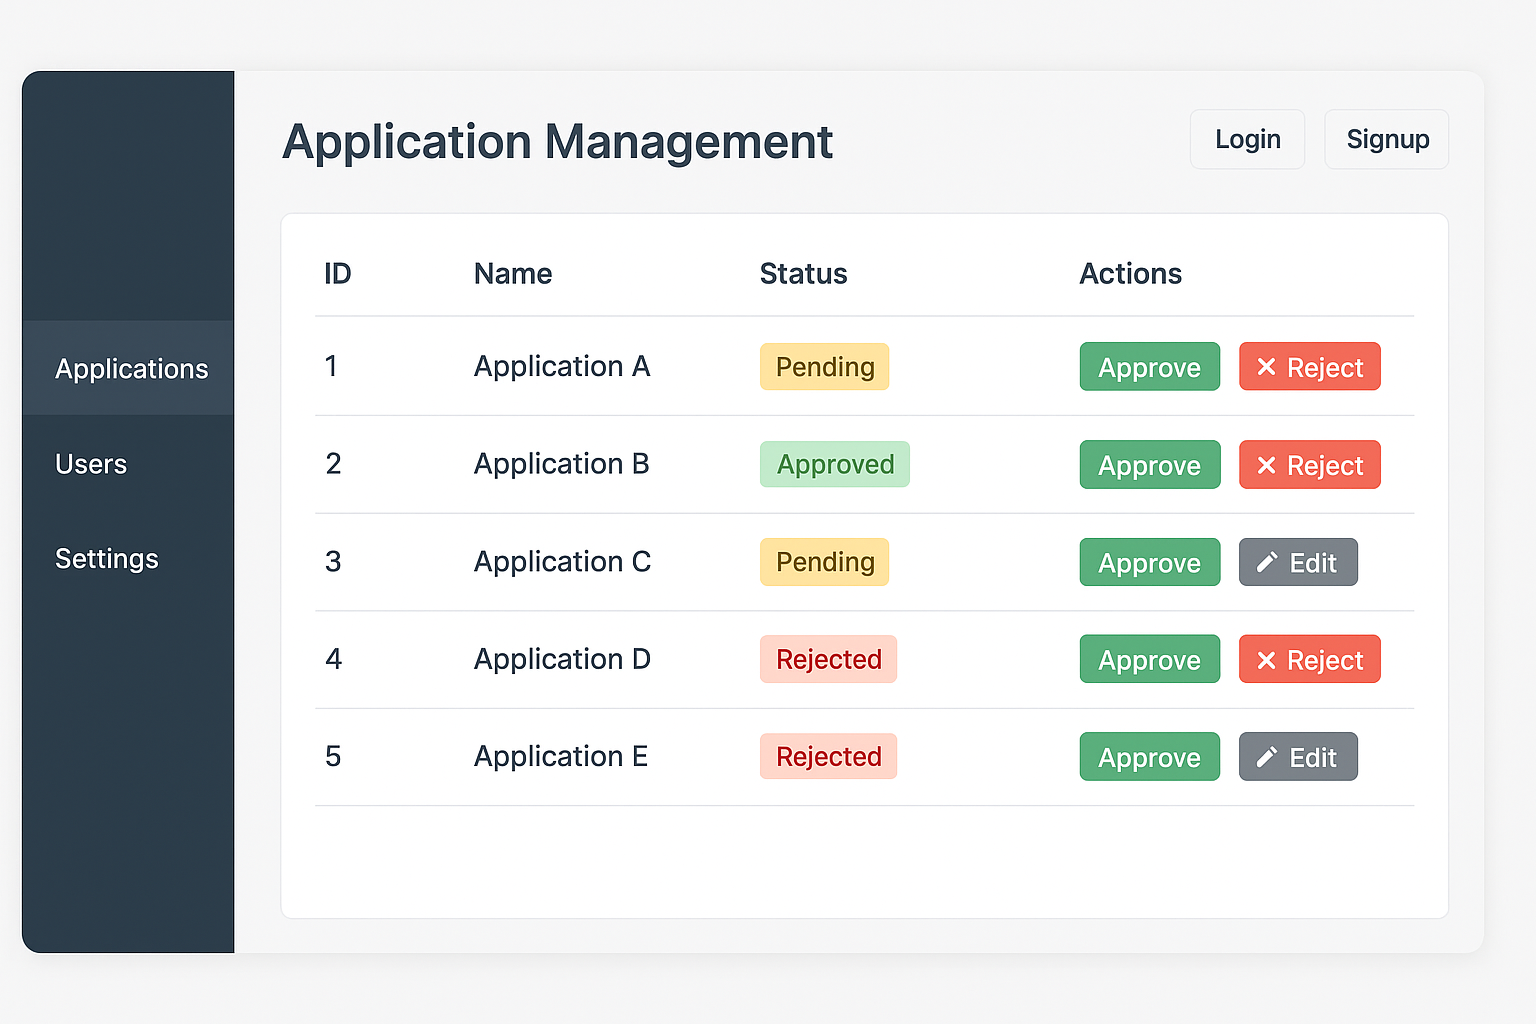 Application Management
Login Signup
Applications
Users
Settings
ID Name Status Actions
1 Application A Pending Approve Reject
2 Application B Approved Approve Reject
3 Application C Pending Approve Edit
4 Application D Rejected Approve Reject
5 Application E Rejected Approve Edit